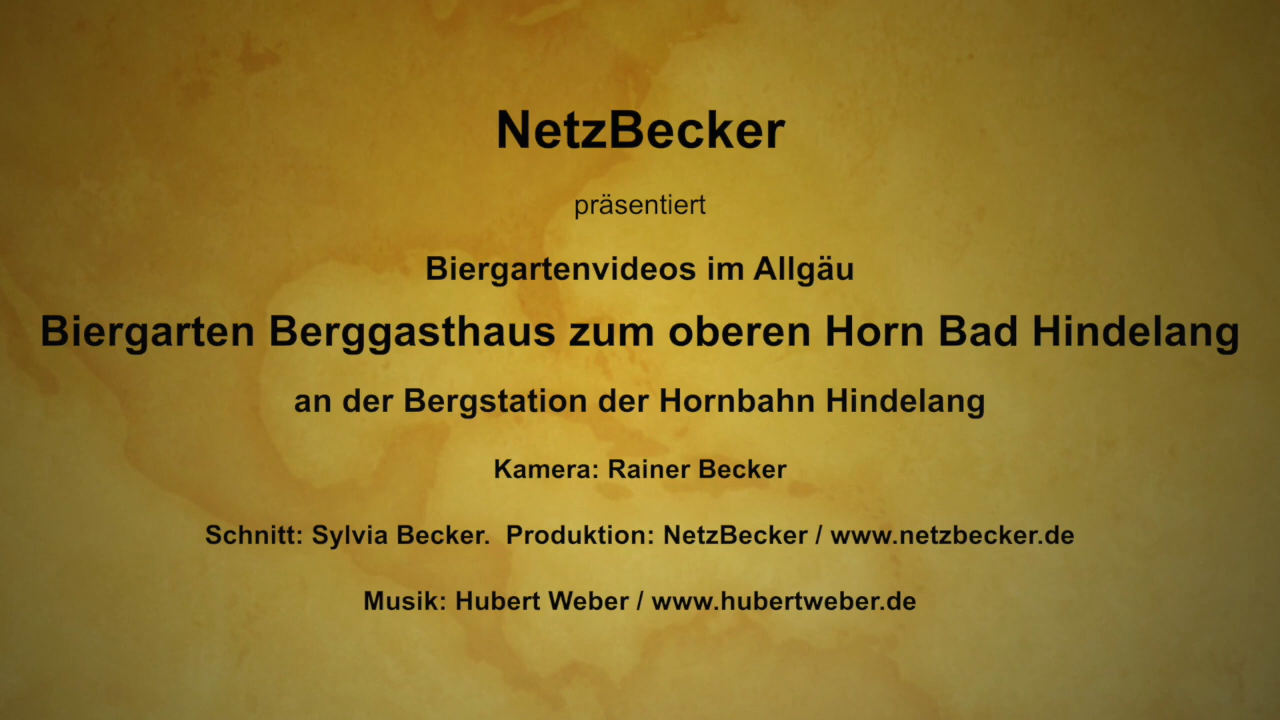 NetzBecker
präsentiert
Biergartenvideos im Allgäu
Biergarten Berggasthaus zum oberen Horn Bad Hindelang
an der Bergstation der Hornbahn Hindelang
Kamera: Rainer Becker
Schnitt: Sylvia Becker.  Produktion: NetzBecker / www.netzbecker.de
Musik: Hubert Weber / www.hubertweber.de